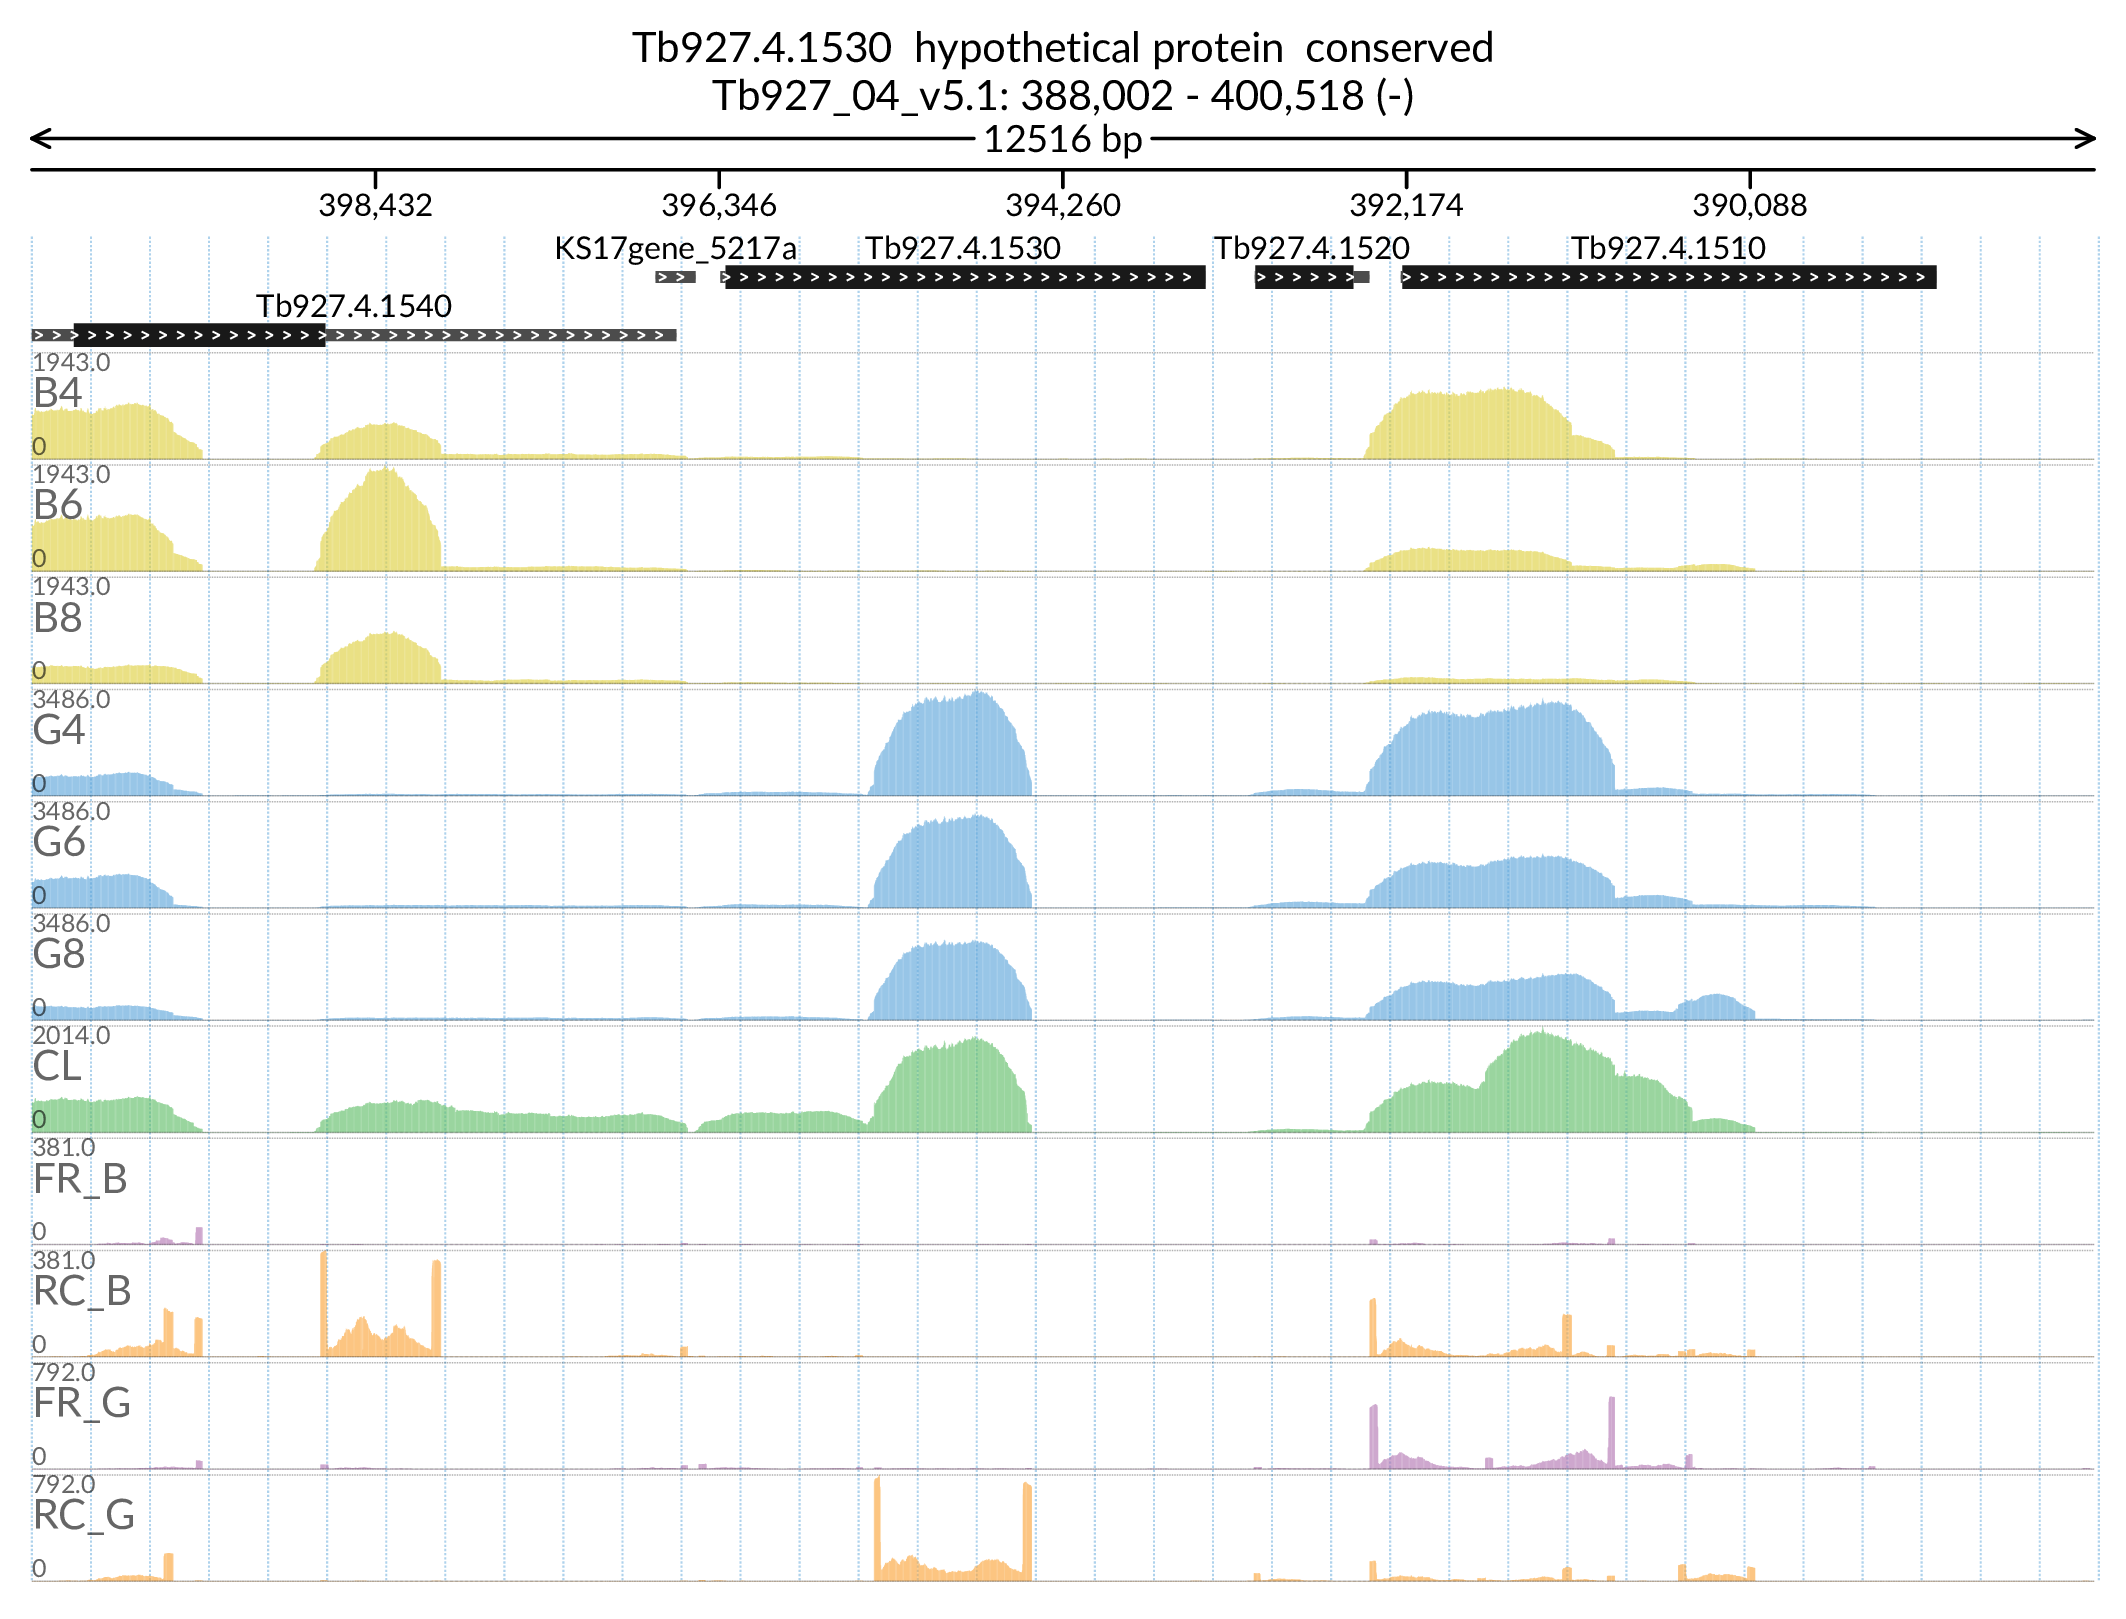 Tb927.4.1530  hypothetical protein  conserved
Tb927_04_v5.1: 388,002 - 400,518 (-)
12516 bp
398,432 396,346 394,260 392,174 390,088
KS17gene_5217a Tb927.4.1530 Tb927.4.1520 Tb927.4.1510
Tb927.4.1540
1943.0
B4
0
1943.0
B6
0
1943.0
B8
0
3486.0
G4
0
3486.0
G6
0
3486.0
G8
0
2014.0
CL
0
381.0
FR_B
0
381.0
RC_B
0
792.0
FR_G
0
792.0
RC_G
0